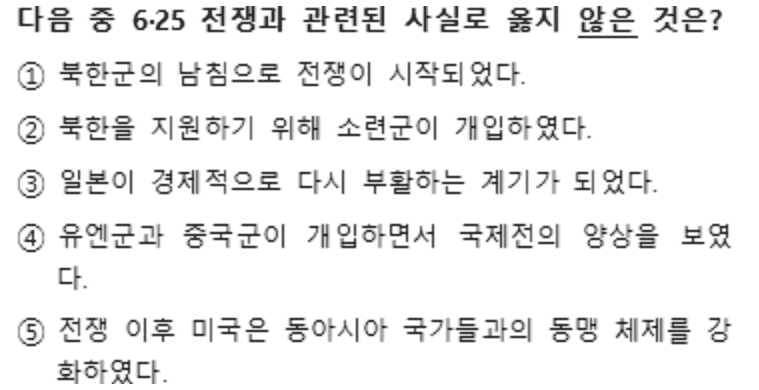 다음 중 6·25 전쟁과 관련된 사실로 옳지 않은 것은?
① 북한군의 남침으로 전쟁이 시작되었다.
② 북한을 지원하기 위해 소련군이 개입하였다.
③ 일본이 경제적으로 다시 부활하는 계기가 되었다.
④ 유엔군과 중국군이 개입하면서 국제전의 양상을 보였
다.
⑤ 전쟁 이후 미국은 동아시아 국가들과의 동맹 체제를 강
화하였다.